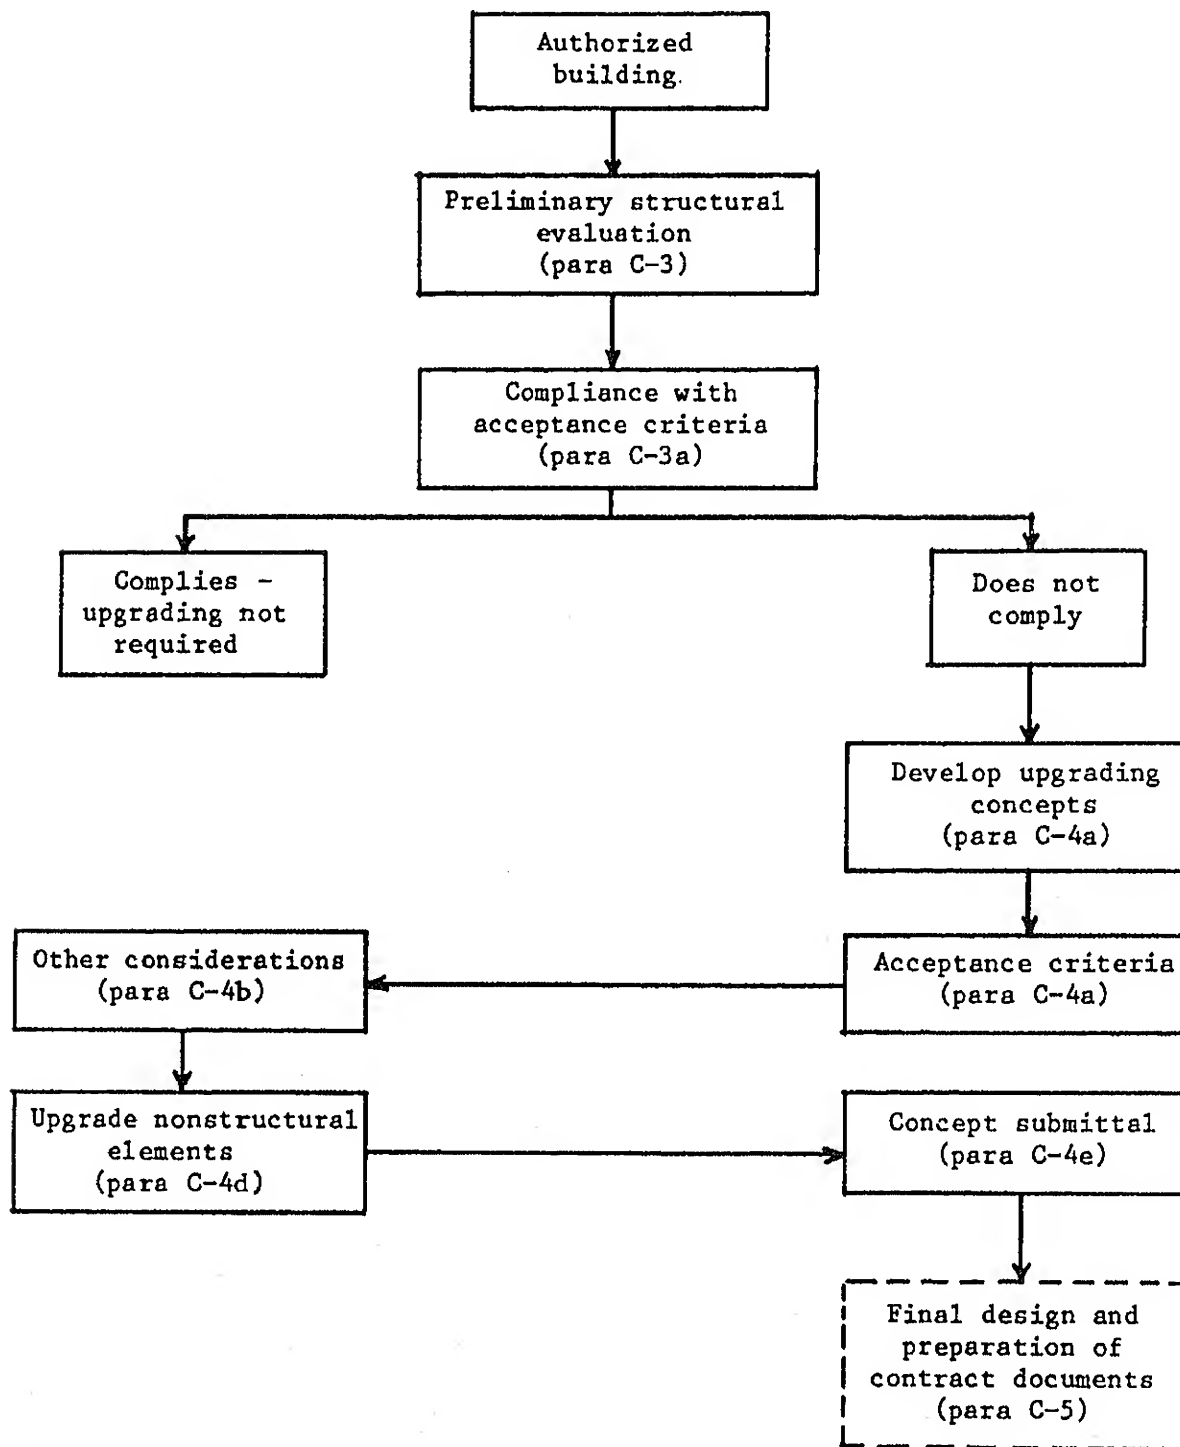 Authorized
building.
Preliminary structural
evaluation
(para C-3)
Compliance with
acceptance criteria
(para C-3a)
Complies -
upgrading not
required
Does not
comply
Develop upgrading
concepts
(para C-4a)
Acceptance criteria
(para C-4a)
Other considerations
(para C-4b)
Upgrade nonstructural
elements
(para C-4d)
Concept submittal
(para C-4e)
Final design and
preparation of
contract documents
(para C-5)